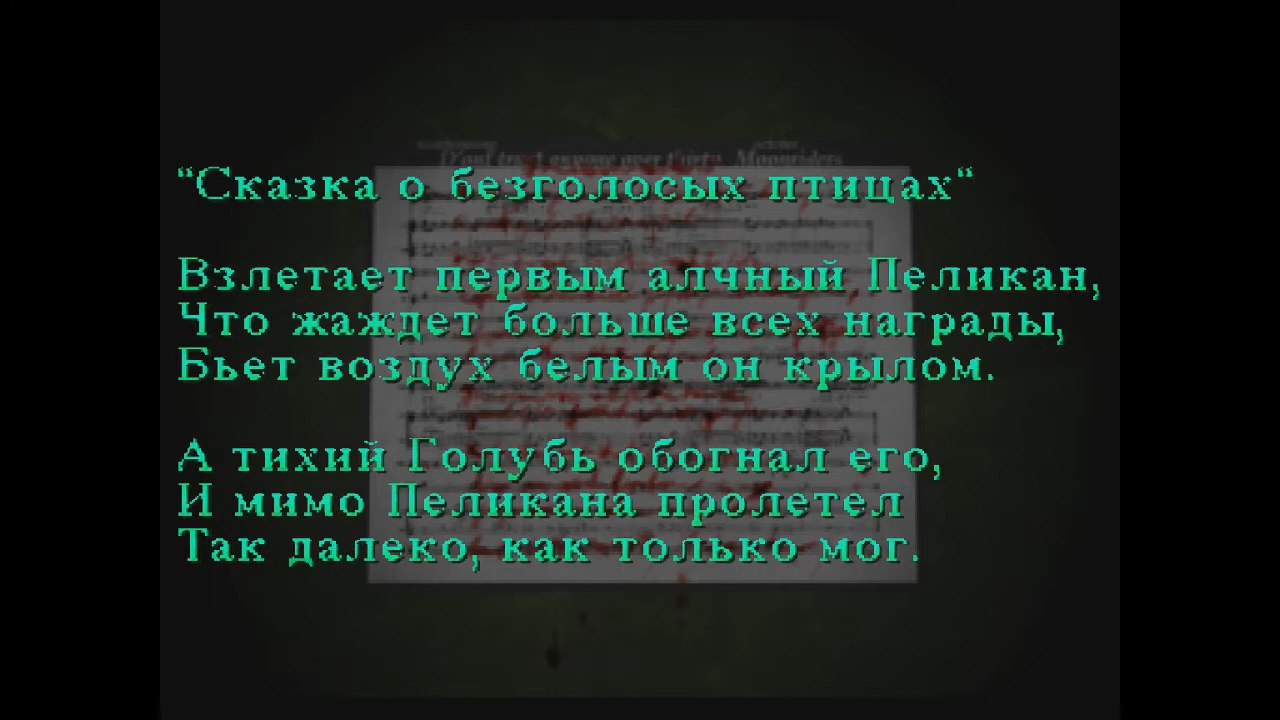 “Сказка о безголосых птицах“
Взлетает первым алчный Пеликан,
Что жаждет больше всех награды,
Бьет воздух белым он крылом.
А тихий Голубь обогнал его,
И мимо Пеликана пролетел
Так далеко, как только мог.